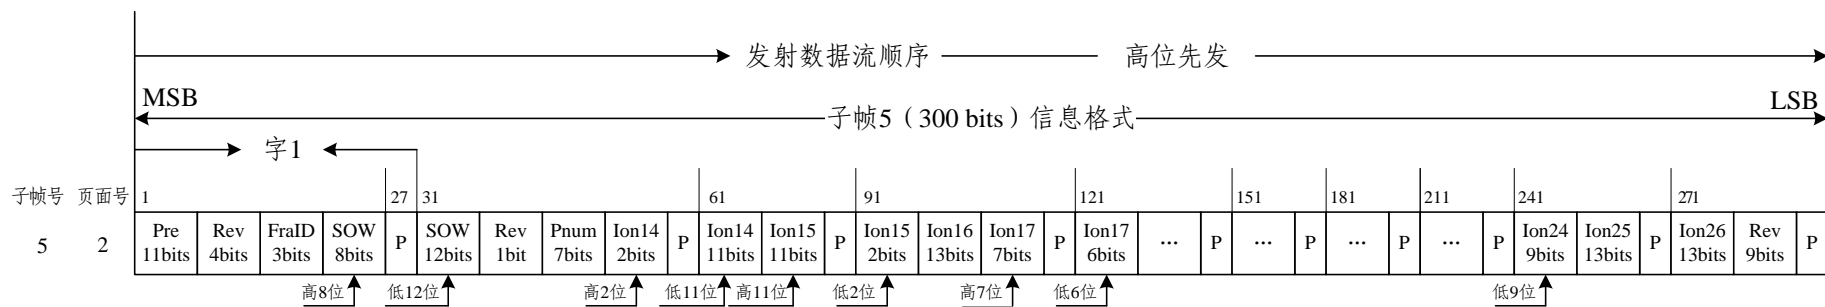 发射数据流顺序 高位先发
MSB LSB
子帧5（300 bits）信息格式
字1
子帧号 页面号 1 27 31 61 91 121 151 181 211 241 271
Pre Rev FraID SOW SOW Rev Pnum Ion14 Ion14 Ion15 Ion15 Ion16 Ion17 Ion17 Ion24 Ion25 Ion26 Rev
5 2 P P P P ... P ... P ... P ... P P P
11bits 4bits 3bits 8bits 12bits 1bit 7bits 2bits 11bits 11bits 2bits 13bits 7bits 6bits 9bits 13bits 13bits 9bits
高8位 低12位 高2位 低11位 高11位 低2位 高7位 低6位 低9位